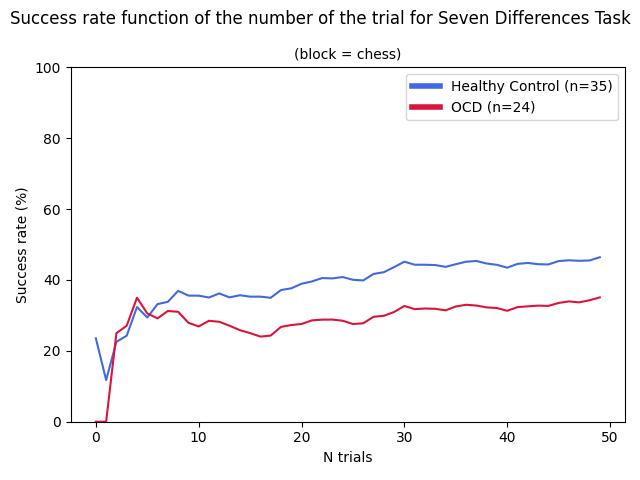 Success rate function of the number of the trial for Seven Differences Task
(block = chess)
100
80
60
40
20
0
Success rate (%)
Healthy Control (n=35)
OCD (n=24)
0 10 20 30 40 50
N trials